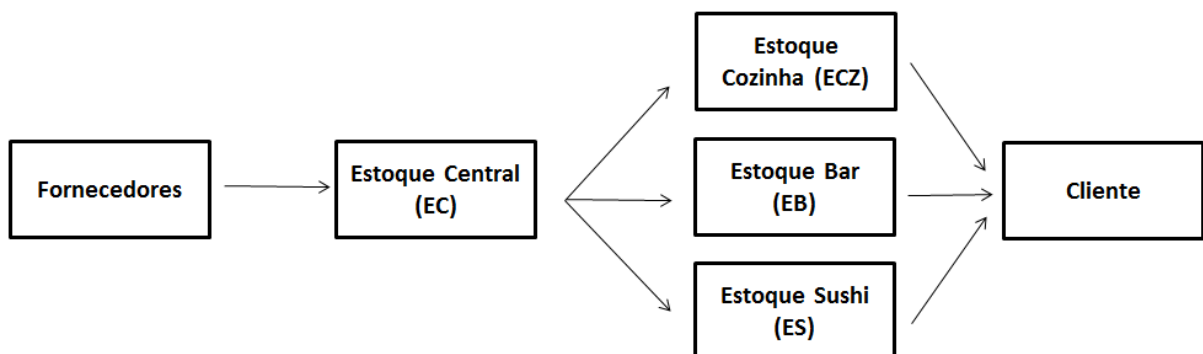 Fornecedores
Estoque Central
(EC)
Estoque
Cozinha (ECZ)
Estoque Bar
(EB)
Estoque Sushi
(ES)
Cliente